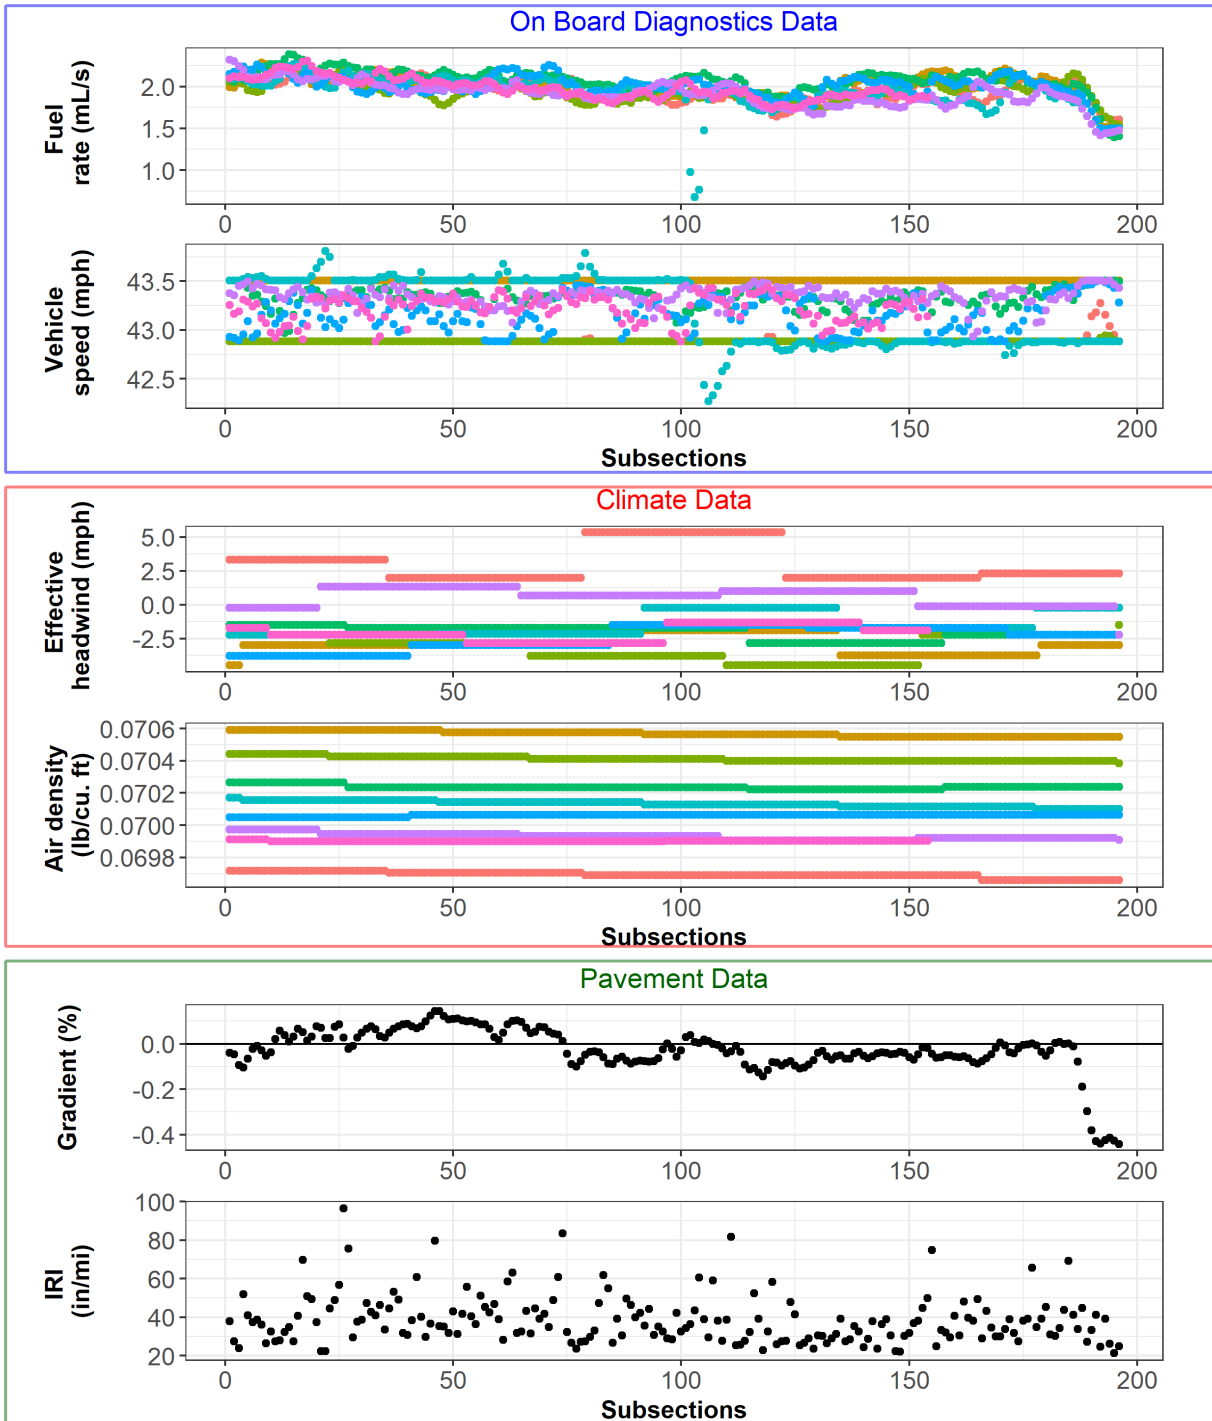 On Board Diagnostics Data
Fuel
rate (mL/s)
2.0
1.5
1.0
0 50 100 150 200
Vehicle
speed (mph)
43.5
43.0
42.5
0 50 100 150 200
Subsections
Climate Data
Effective
headwind (mph)
5.0
2.5
0.0
-2.5
0 50 100 150 200
Air density
(lb/cu. ft)
0.0706
0.0704
0.0702
0.0700
0.0698
0 50 100 150 200
Subsections
Pavement Data
Gradient (%)
0.0
-0.2
-0.4
0 50 100 150 200
IRI
(in/mi)
100
80
60
40
20
0 50 100 150 200
Subsections